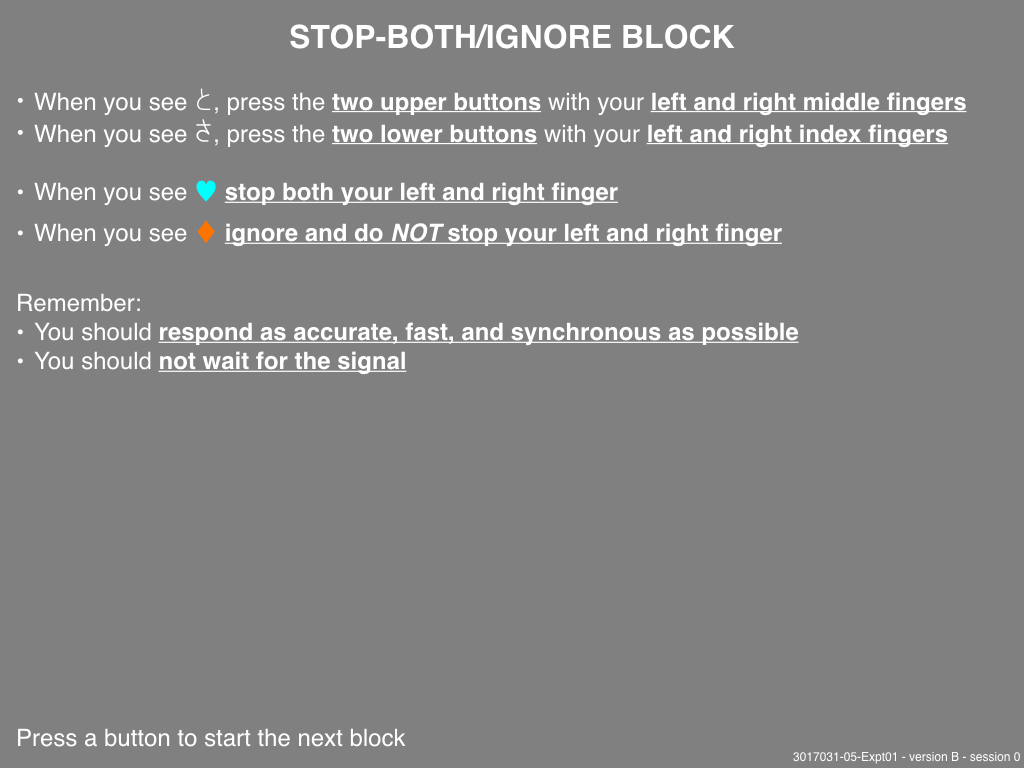 STOP-BOTH/IGNORE BLOCK
• When you see と, press the two upper buttons with your left and right middle fingers
• When you see さ, press the two lower buttons with your left and right index fingers
• When you see ♥ stop both your left and right finger
• When you see ♦ ignore and do NOT stop your left and right finger
Remember:
• You should respond as accurate, fast, and synchronous as possible
• You should not wait for the signal
Press a button to start the next block
3017031-05-Expt01 - version B - session 0